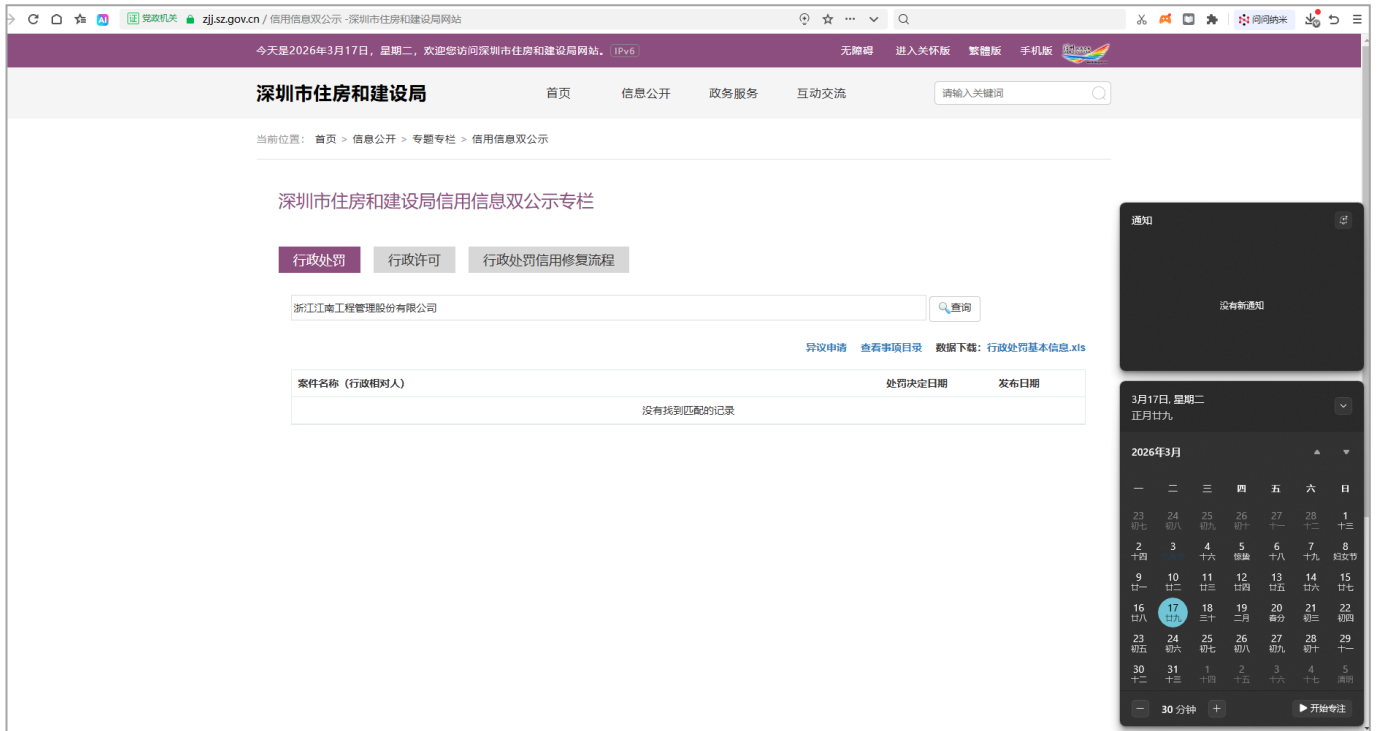 党政机关 zjj.sz.gov.cn / 信用信息双公示 -深圳市住房和建设局网站
问问纳米
今天是2026年3月17日，星期二，欢迎您访问深圳市住房和建设局网站。 IPv6 无障碍 进入关怀版 繁體版 手机版
深圳市住房和建设局 首页 信息公开 政务服务 互动交流 请输入关键词
当前位置： 首页 > 信息公开 > 专题专栏 > 信用信息双公示
深圳市住房和建设局信用信息双公示专栏
行政处罚 行政许可 行政处罚信用修复流程
浙江江南工程管理股份有限公司 查询
异议申请 查看事项目录 数据下载：行政处罚基本信息.xls
案件名称（行政相对人） 处罚决定日期 发布日期
没有找到匹配的记录
通知
没有新通知
3月17日, 星期二
正月廿九
2026年3月
一 二 三 四 五 六 日
23 24 25 26 27 28 1
初七 初八 初九 初十 十一 十二 十三
2 3 4 5 6 7 8
十四 十六 惊蛰 十八 十九 妇女节
9 10 11 12 13 14 15
廿一 廿二 廿三 廿四 廿五 廿六 廿七
16 17 18 19 20 21 22
廿八 廿九 三十 二月 春分 初三 初四
23 24 25 26 27 28 29
初五 初六 初七 初八 初九 初十 十一
30 31 1 2 3 4 5
十二 十三 十四 十五 十六 十七 清明
30 分钟 开始专注